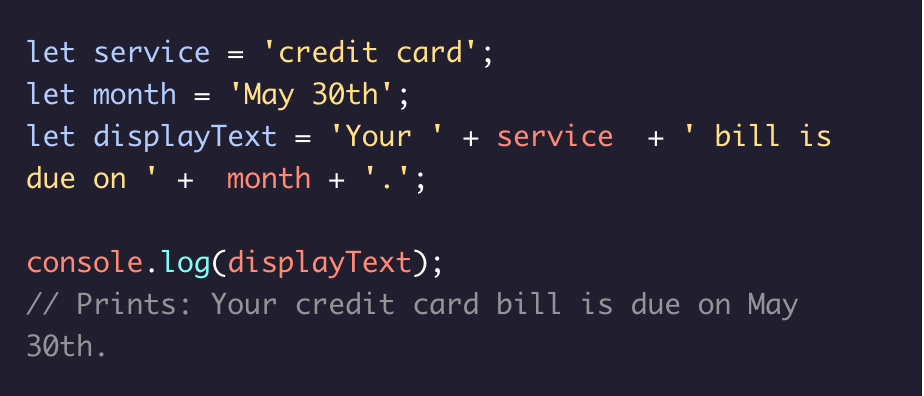 let service = 'credit card';
let month = 'May 30th';
let displayText = 'Your ' + service  + ' bill is
due on ' +  month + '.';
console.log(displayText);
// Prints: Your credit card bill is due on May
30th.